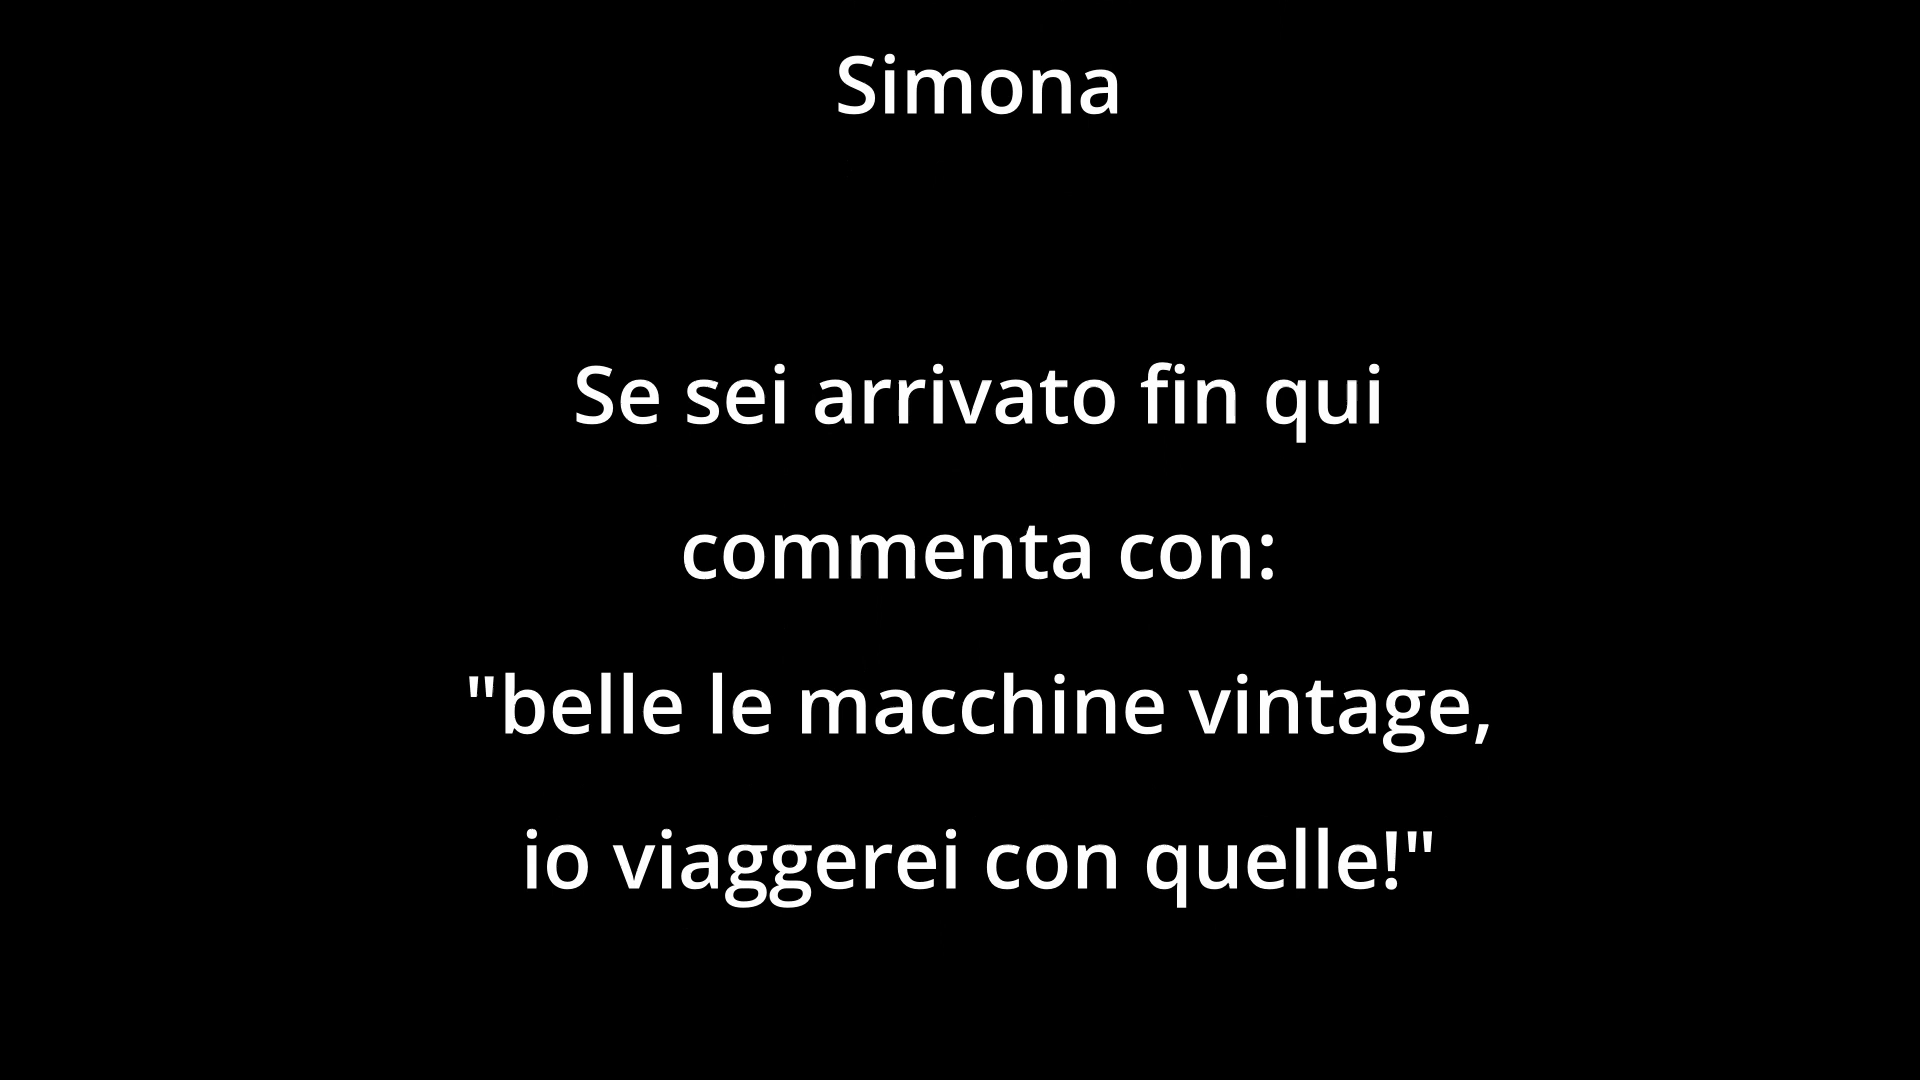 Simona
Se sei arrivato fin qui
commenta con:
"belle le macchine vintage,
io viaggerei con quelle!"